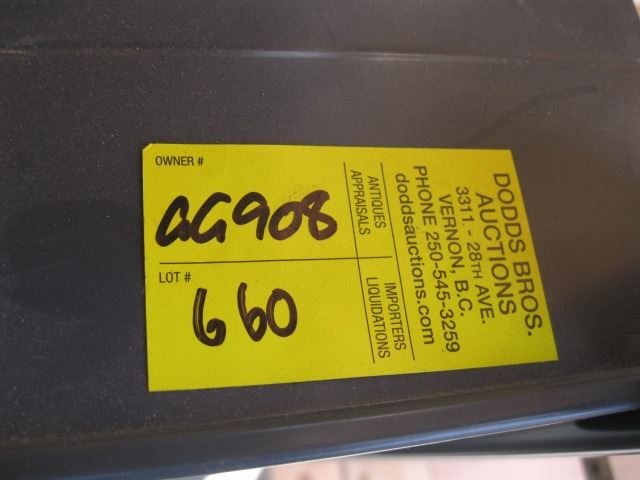 OWNER #
AG908
LOT #
660
ANTIQUES
APPRAISALS
IMPORTERS
LIQUIDATIONS
DODDS BROS.
AUCTIONS
3311 - 28TH AVE.
VERNON, B.C.
PHONE 250-545-3259
doddsauctions.com